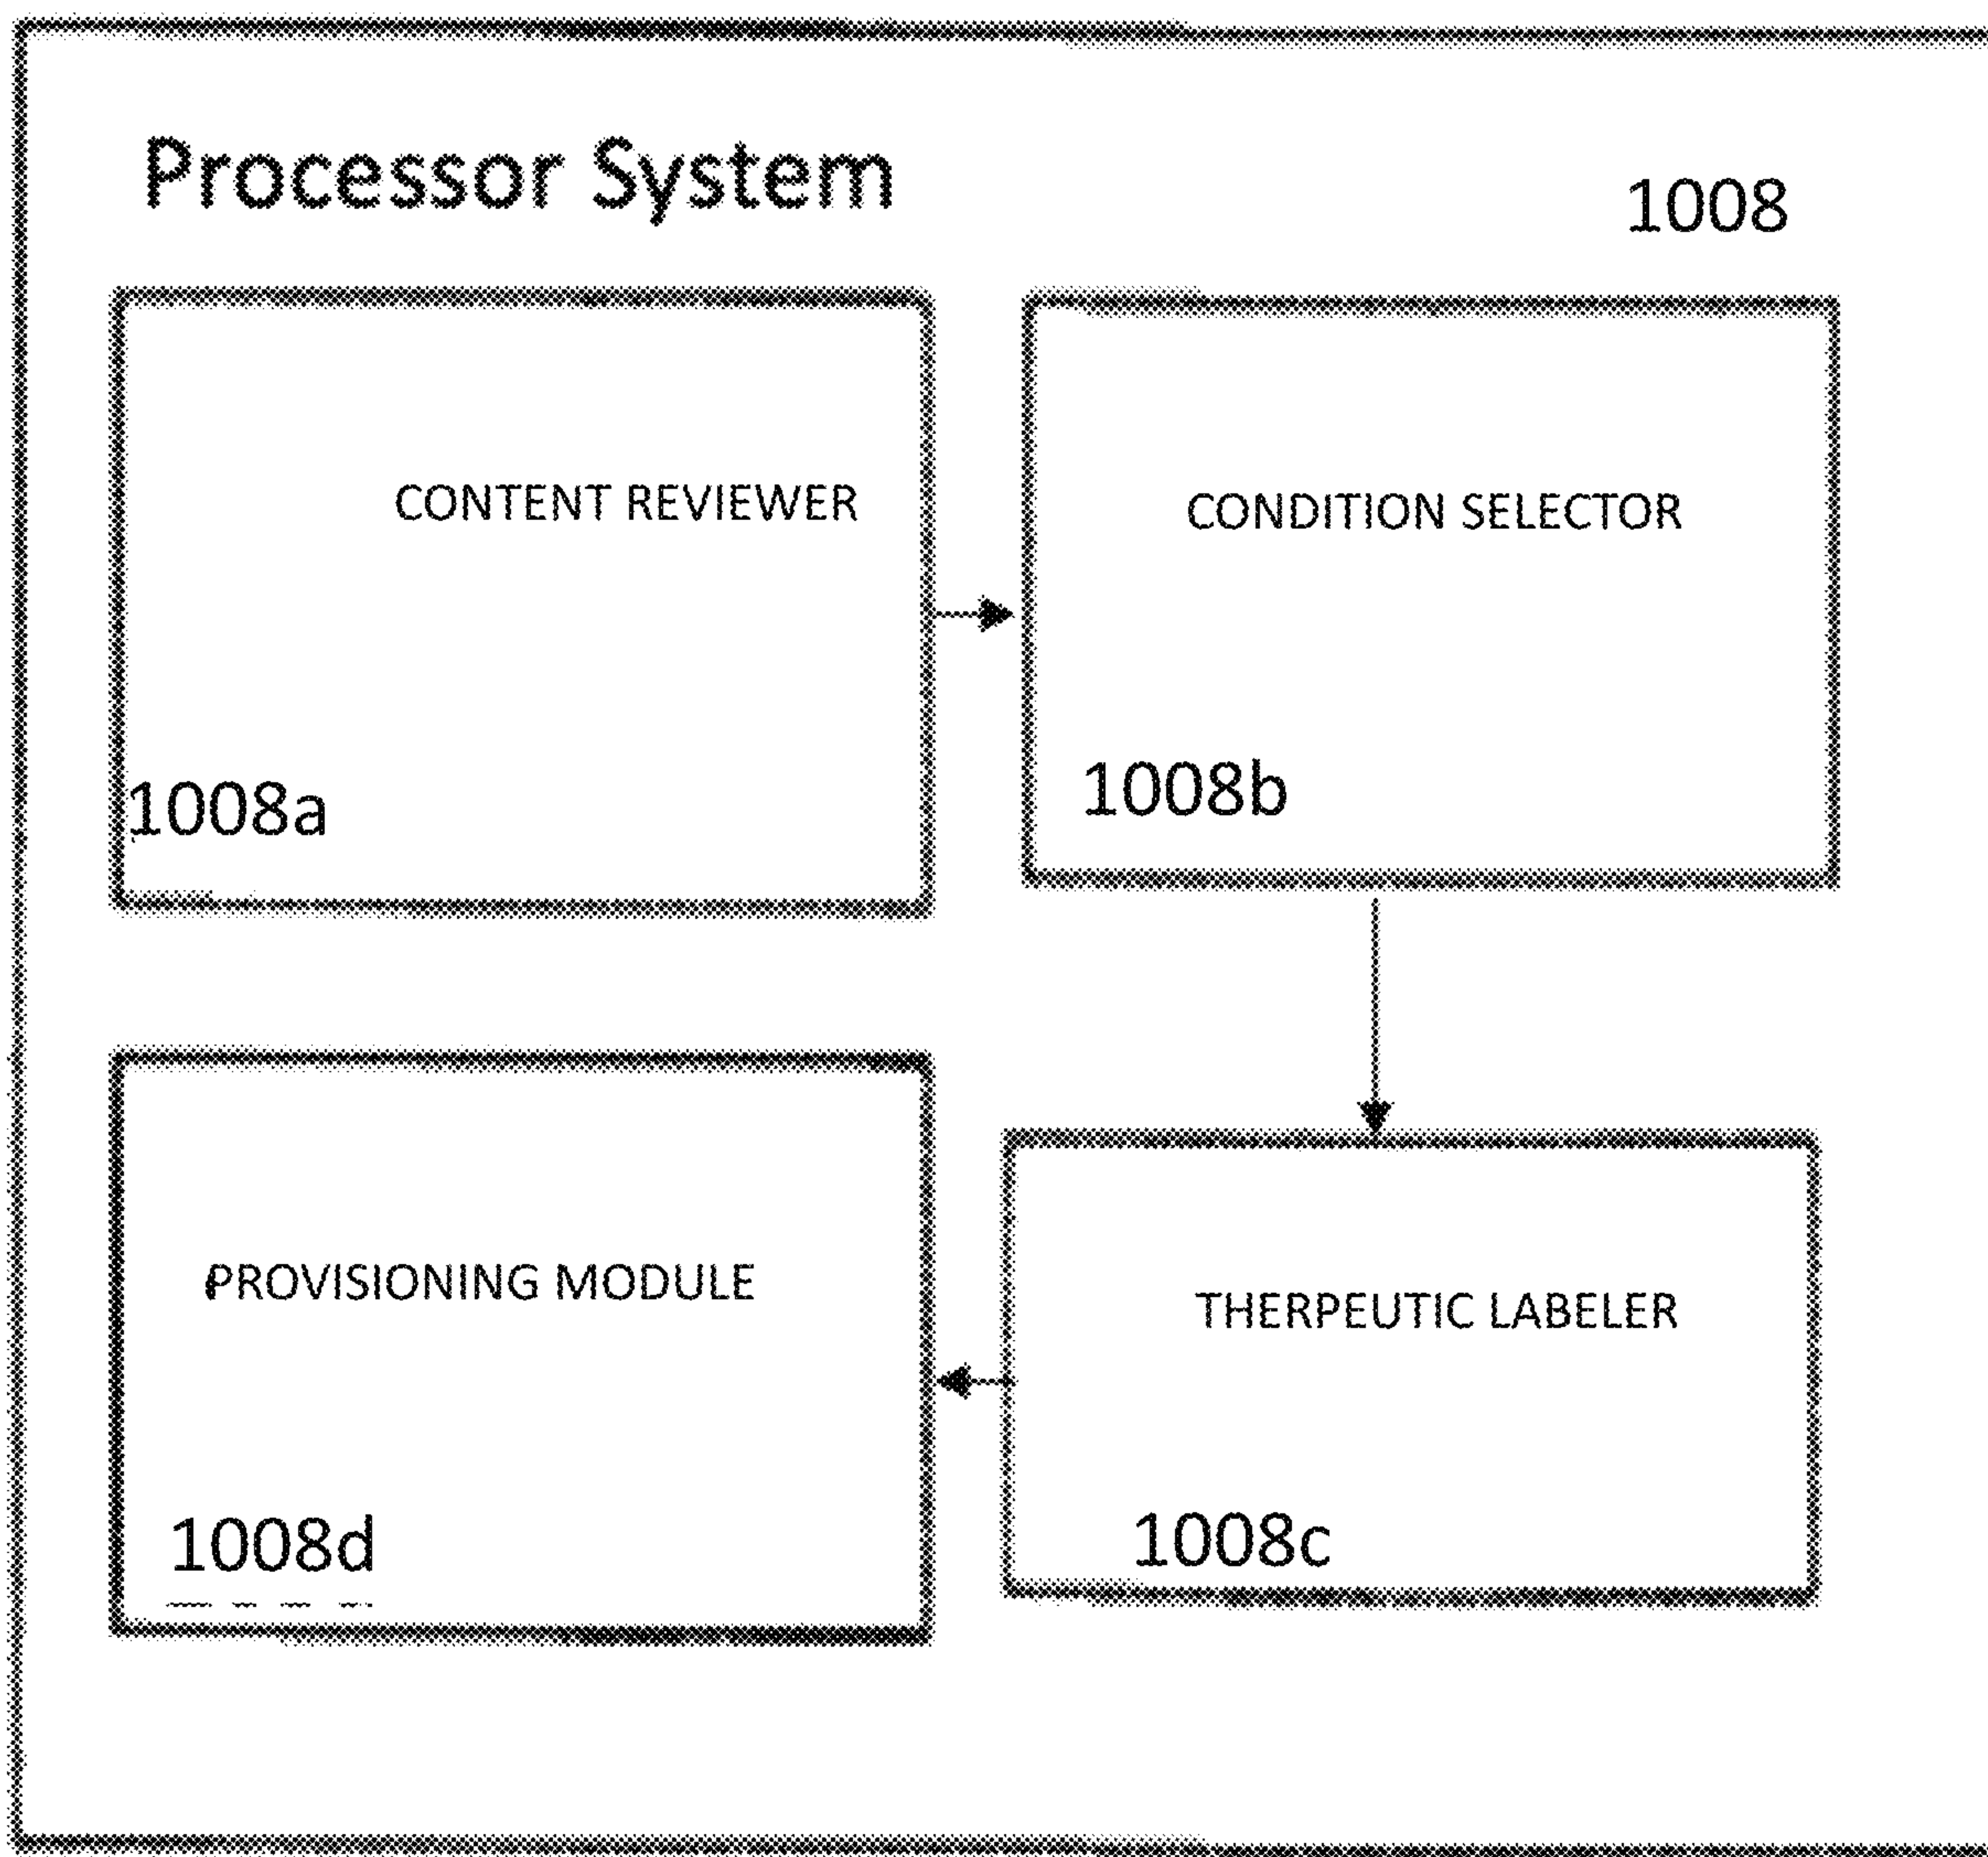 Processor System
1008
CONTENT REVIEWER
1008a
CONDITION SELECTOR
1008b
PROVISIONING MODULE
1008d
THERPEUTIC LABELER
1008c